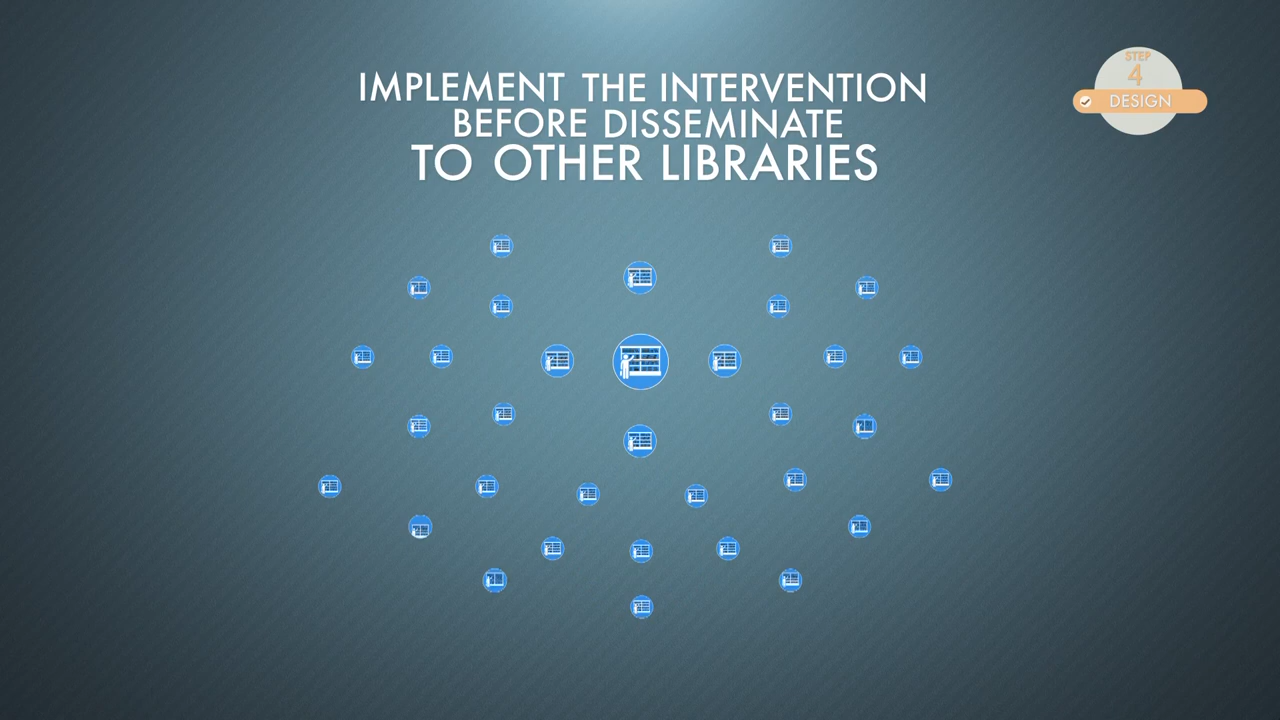 IMPLEMENT THE INTERVENTION
BEFORE DISSEMINATE
TO OTHER LIBRARIES
STEP
4
DESIGN